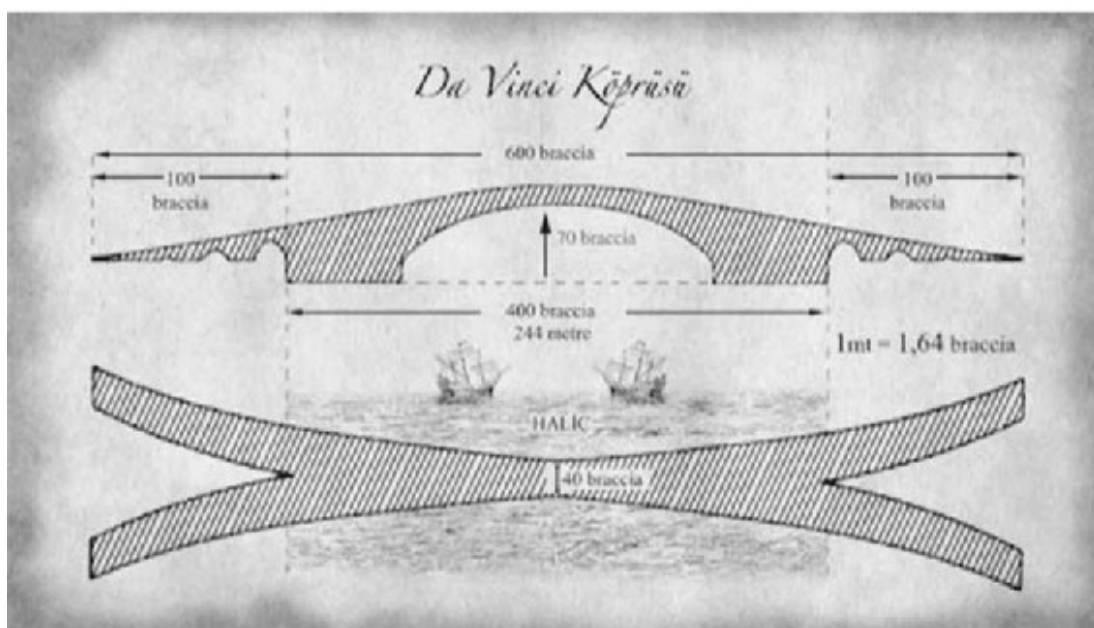 Da Vinci Köprüsü
600 braccia
100
braccia
100
braccia
70 braccia
400 braccia
244 metre
1mt = 1,64 braccia
HALİÇ
40 braccia